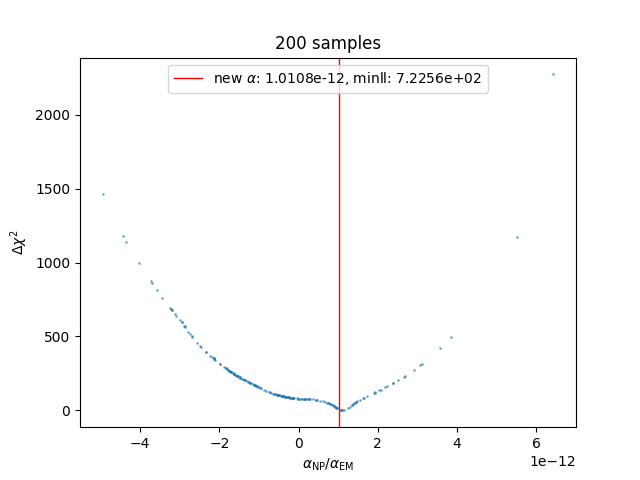 200 samples
new α: 1.0108e-12, minll: 7.2256e+02
2000
1500
1000
500
0
Δχ²
−4 −2 0 2 4 6
1e−12
α_NP/α_EM